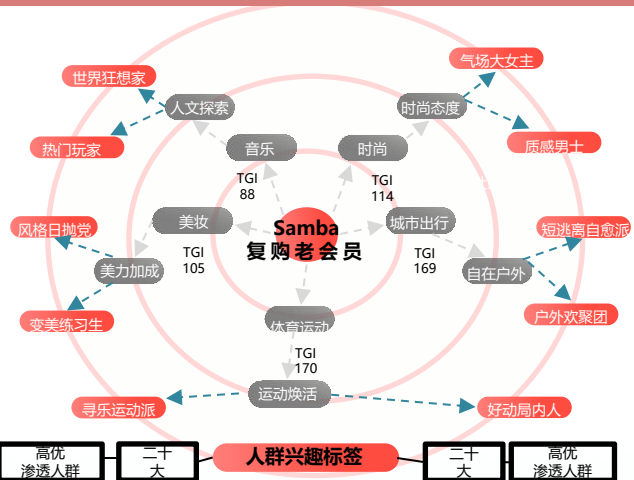 气场大女主
世界狂想家
人文探索
时尚态度
热门玩家
音乐
时尚
质感男士
TGI
88
TGI
114
美妆
Samba
复购老会员
城市出行
风格日抛党
短逃离自愈派
TGI
105
TGI
169
美力加成
自在户外
变美练习生
体育运动
户外欢聚团
TGI
170
运动焕活
寻乐运动派
好动局内人
高优
渗透人群
二十
大
人群兴趣标签
二十
大
高优
渗透人群